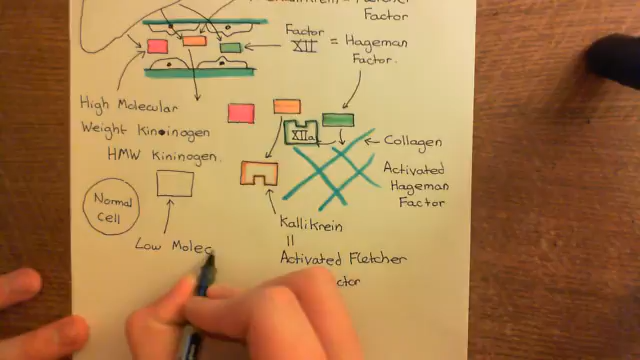 Factor
Factor
XII = Hageman
Factor.
High Molecular
Weight Kininogen
HMW Kininogen.
XIIa
Collagen
Activated
Hageman
Factor
Normal
Cell
Low Molec
Kallikrein
=
Activated Fletcher
ctor